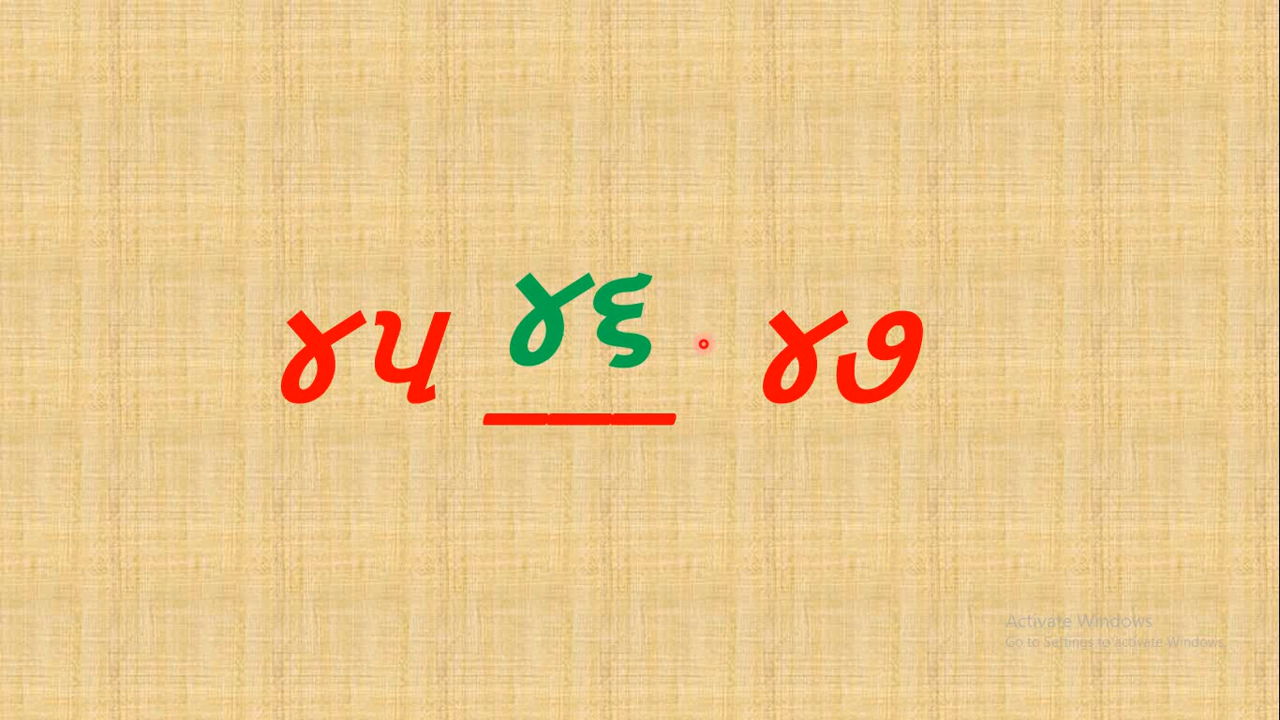 ૪૫ ૪૬ ૪૭
Activate Windows
Go to Settings to activate Windows.